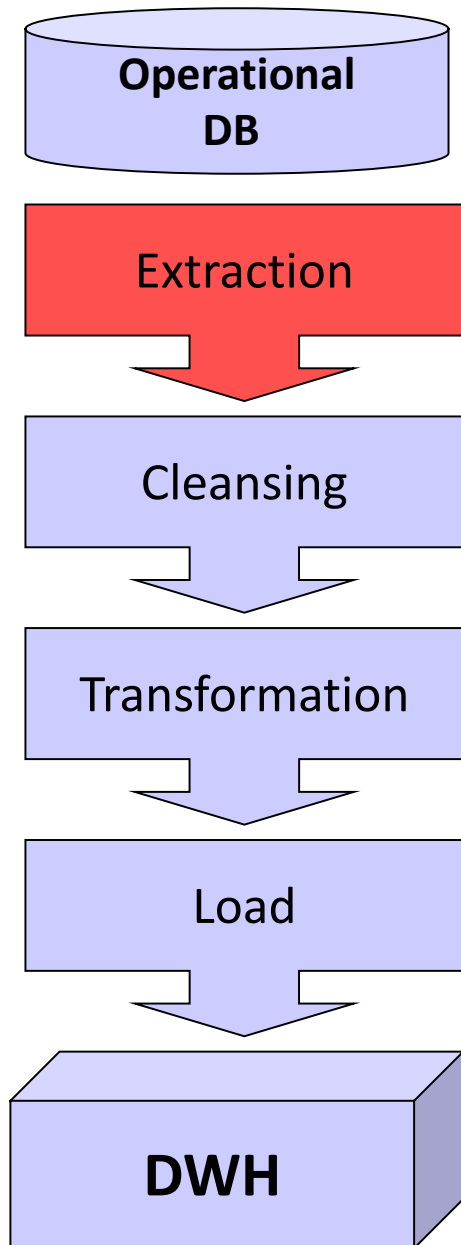 Operational
DB
Extraction
Cleansing
Transformation
Load
DWH